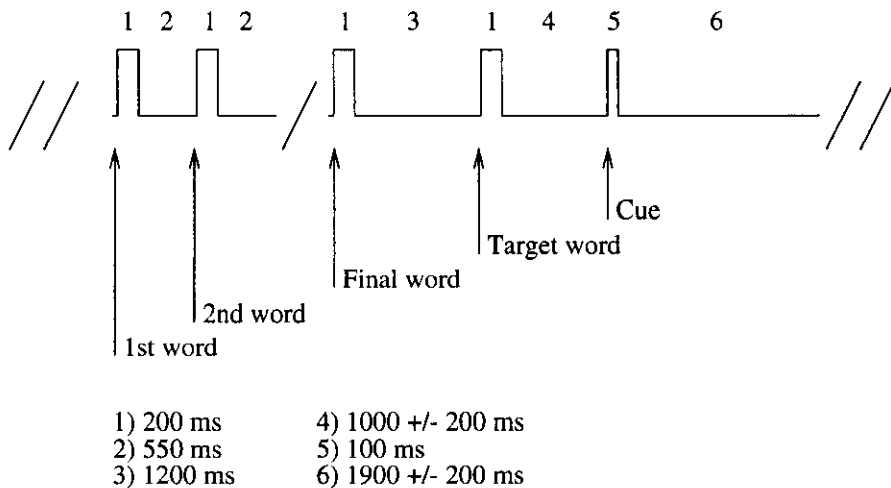 1 2 1 2 1 3 1 4 5 6
Cue
Target word
Final word
2nd word
1st word
1) 200 ms 4) 1000 +/- 200 ms
2) 550 ms 5) 100 ms
3) 1200 ms 6) 1900 +/- 200 ms